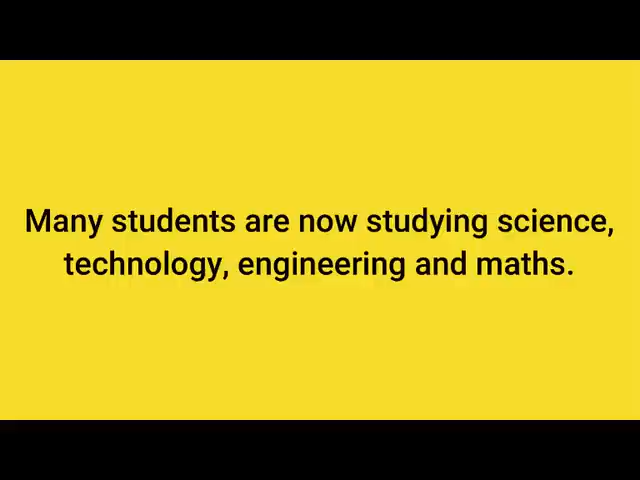 Many students are now studying science,
technology, engineering and maths.